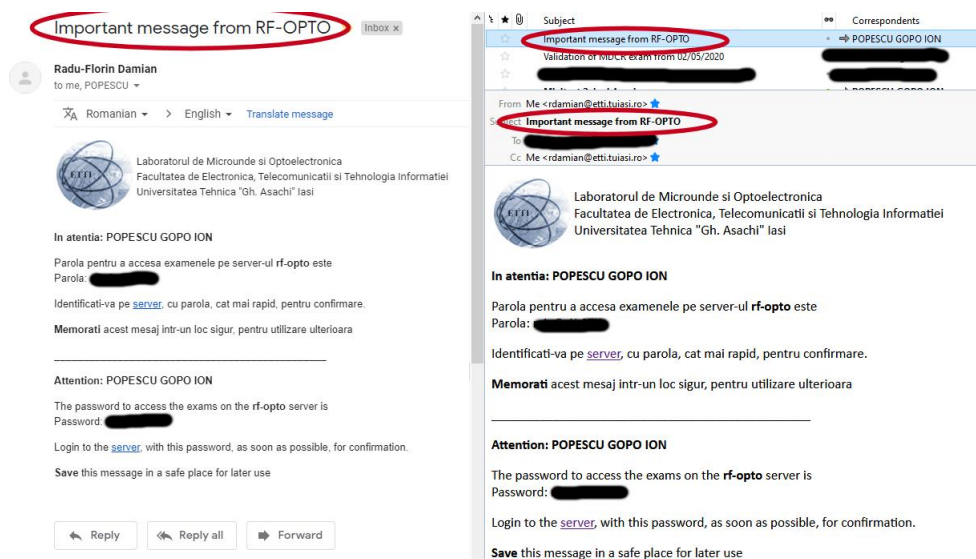 Important message from RF-OPTO
Inbox x
Radu-Florin Damian
to me, POPESCU
Romanian > English Translate message
ETTI
Laboratorul de Microunde si Optoelectronica
Facultatea de Electronica, Telecomunicatii si Tehnologia Informatiei
Universitatea Tehnica "Gh. Asachi" Iasi
In atentia: POPESCU GOPO ION
Parola pentru a accesa examenele pe server-ul rf-opto este
Parola:
Identificati-va pe server, cu parola, cat mai rapid, pentru confirmare.
Memorati acest mesaj intr-un loc sigur, pentru utilizare ulterioara
Attention: POPESCU GOPO ION
The password to access the exams on the rf-opto server is
Password:
Login to the server, with this password, as soon as possible, for confirmation.
Save this message in a safe place for later use
Reply Reply all Forward
Subject Correspondents
Important message from RF-OPTO POPESCU GOPO ION
Validation of MDCR exam from 02/05/2020
POPESCU GOPO ION
From Me <rdamian@etti.tuiasi.ro>
Subject Important message from RF-OPTO
To
Cc Me <rdamian@etti.tuiasi.ro>
ETTI
Laboratorul de Microunde si Optoelectronica
Facultatea de Electronica, Telecomunicatii si Tehnologia Informatiei
Universitatea Tehnica "Gh. Asachi" Iasi
In atentia: POPESCU GOPO ION
Parola pentru a accesa examenele pe server-ul rf-opto este
Parola:
Identificati-va pe server, cu parola, cat mai rapid, pentru confirmare.
Memorati acest mesaj intr-un loc sigur, pentru utilizare ulterioara
Attention: POPESCU GOPO ION
The password to access the exams on the rf-opto server is
Password:
Login to the server, with this password, as soon as possible, for confirmation.
Save this message in a safe place for later use